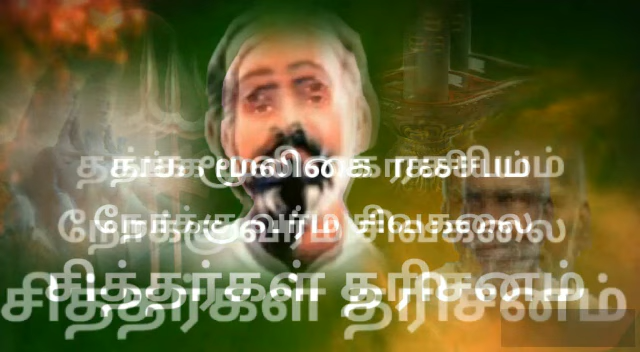 தங்க மூலிகை ரகசியம்
நோக்கு வர்ம சிவகலை
சித்தர்கள் தரிசனம்